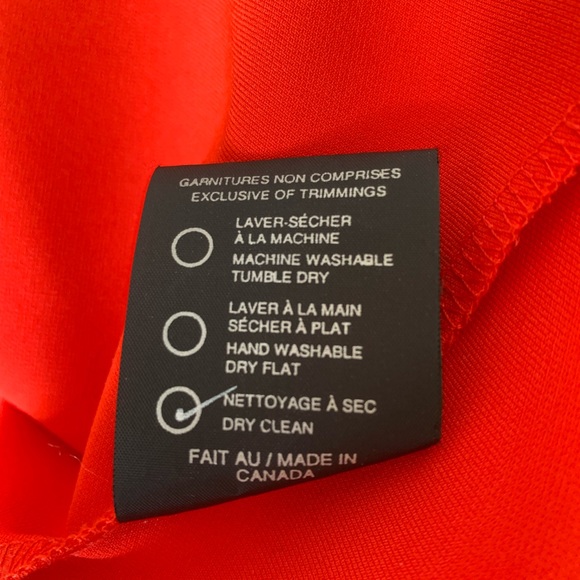 GARNITURES NON COMPRISES
EXCLUSIVE OF TRIMMINGS
LAVER-SÉCHER
À LA MACHINE
MACHINE WASHABLE
TUMBLE DRY
LAVER À LA MAIN
SÉCHER À PLAT
HAND WASHABLE
DRY FLAT
NETTOYAGE À SEC
DRY CLEAN
FAIT AU / MADE IN
CANADA